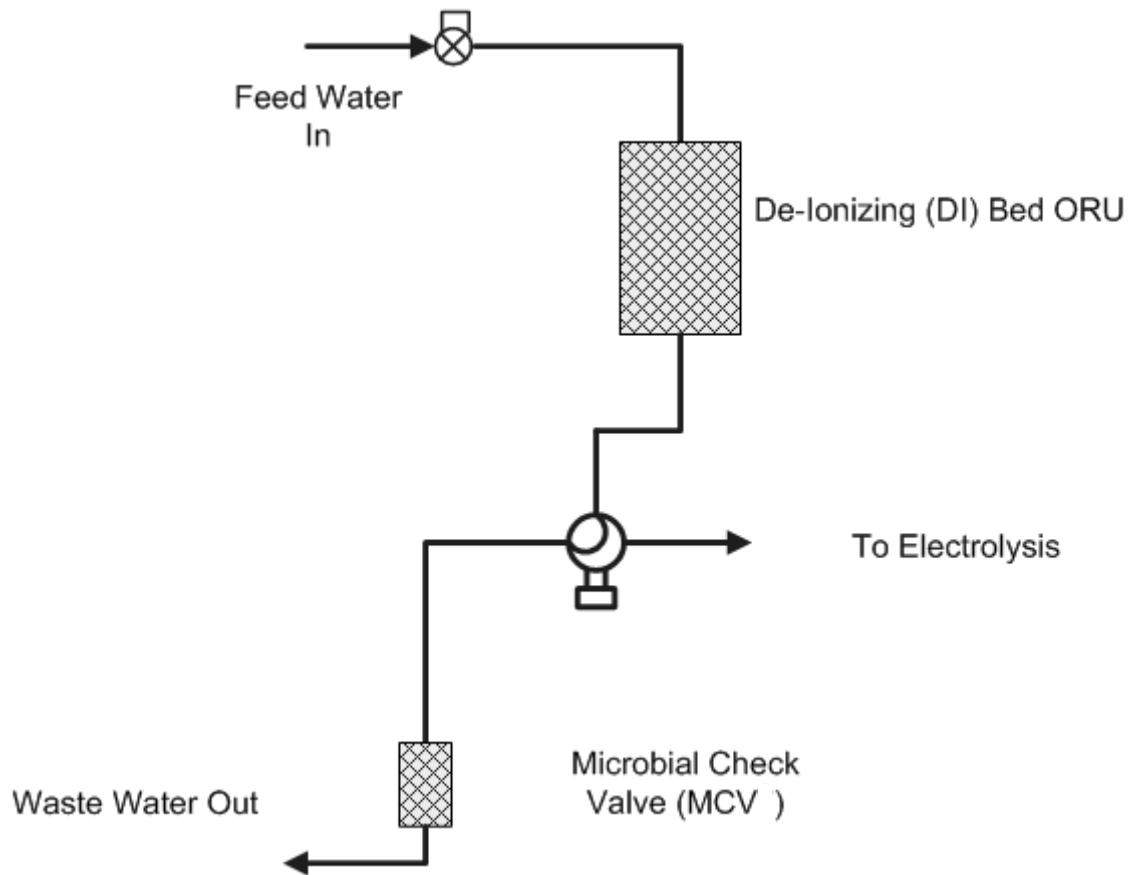 Feed Water
In
De-Ionizing (DI) Bed ORU
To Electrolysis
Microbial Check
Valve (MCV )
Waste Water Out